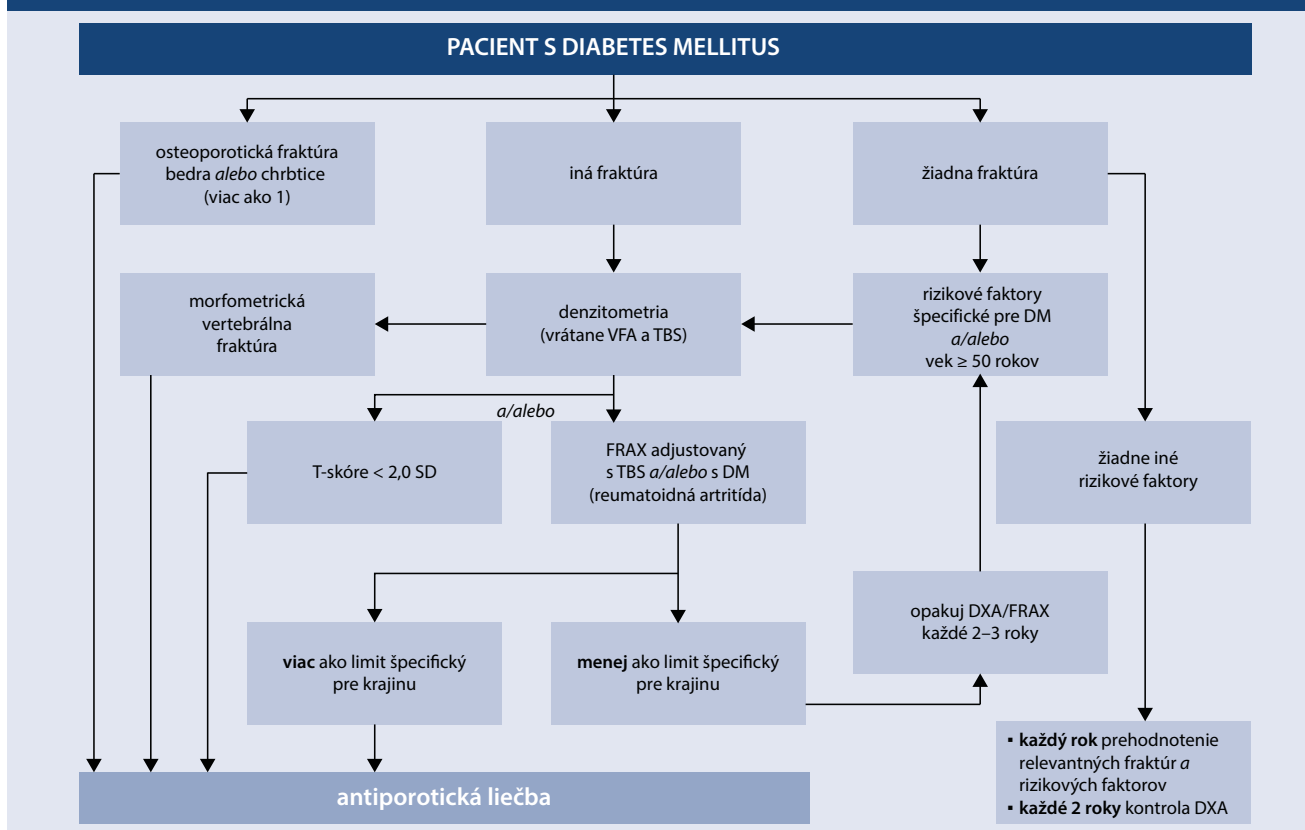 PACIENT S DIABETES MELLITUS
osteoporotická fraktúra
bedra alebo chrbtice
(viac ako 1)
iná fraktúra
žiadna fraktúra
morfometrická
vertebrálna
fraktúra
denzitometria
(vrátane VFA a TBS)
rizikové faktory
špecifické pre DM
a/alebo
vek ≥ 50 rokov
a/alebo
T-skóre < 2,0 SD
FRAX adjustovaný
s TBS a/alebo s DM
(reumatoidná artritída)
žiadne iné
rizikové faktory
opakuj DXA/FRAX
každé 2–3 roky
viac ako limit špecifický
pre krajinu
menej ako limit špecifický
pre krajinu
▪ každý rok prehodnotenie
relevantných fraktúr a
rizikových faktorov
▪ každé 2 roky kontrola DXA
antiporotická liečba